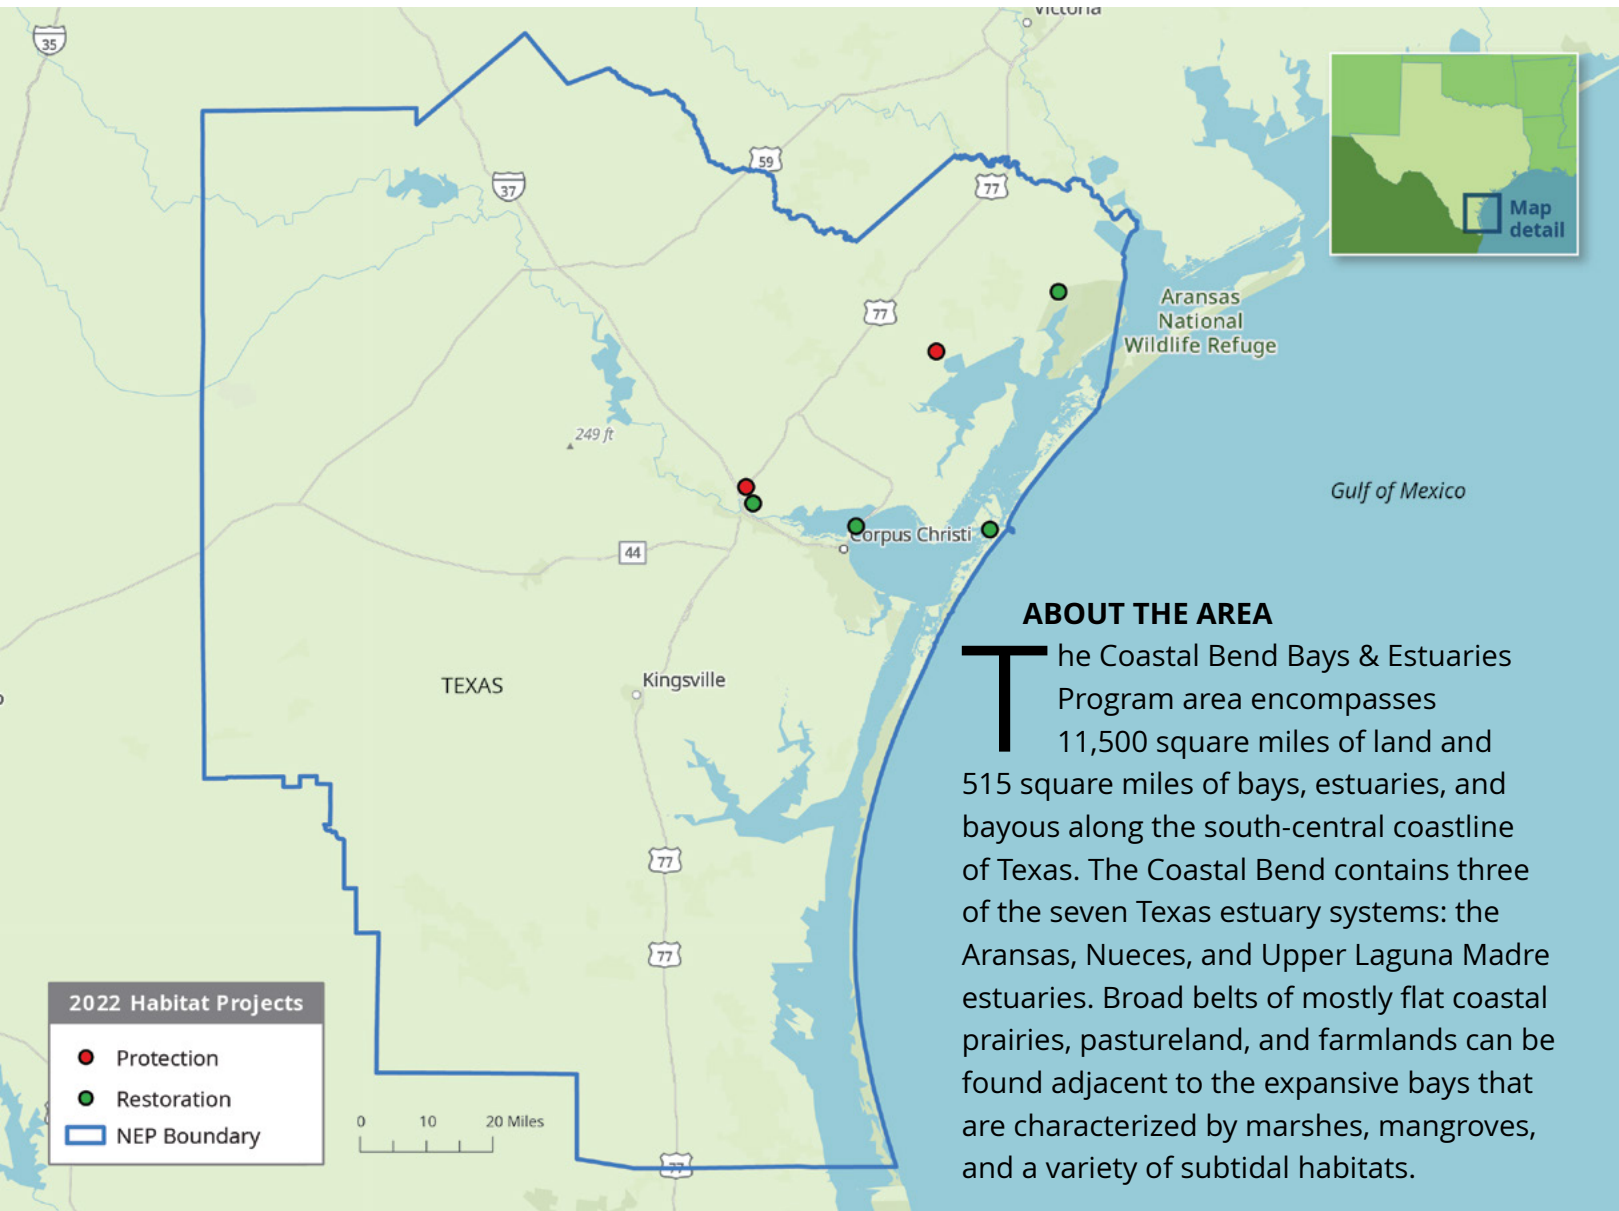 Victoria
35
59
37
77
Map
detail
Aransas
National
Wildlife Refuge
77
249 ft
Gulf of Mexico
Corpus Christi
44
ABOUT THE AREA
The Coastal Bend Bays & Estuaries
Program area encompasses
11,500 square miles of land and
515 square miles of bays, estuaries, and
bayous along the south-central coastline
of Texas. The Coastal Bend contains three
of the seven Texas estuary systems: the
Aransas, Nueces, and Upper Laguna Madre
estuaries. Broad belts of mostly flat coastal
prairies, pastureland, and farmlands can be
found adjacent to the expansive bays that
are characterized by marshes, mangroves,
and a variety of subtidal habitats.
TEXAS
Kingsville
77
77
77
2022 Habitat Projects
Protection
Restoration
NEP Boundary
0 10 20 Miles